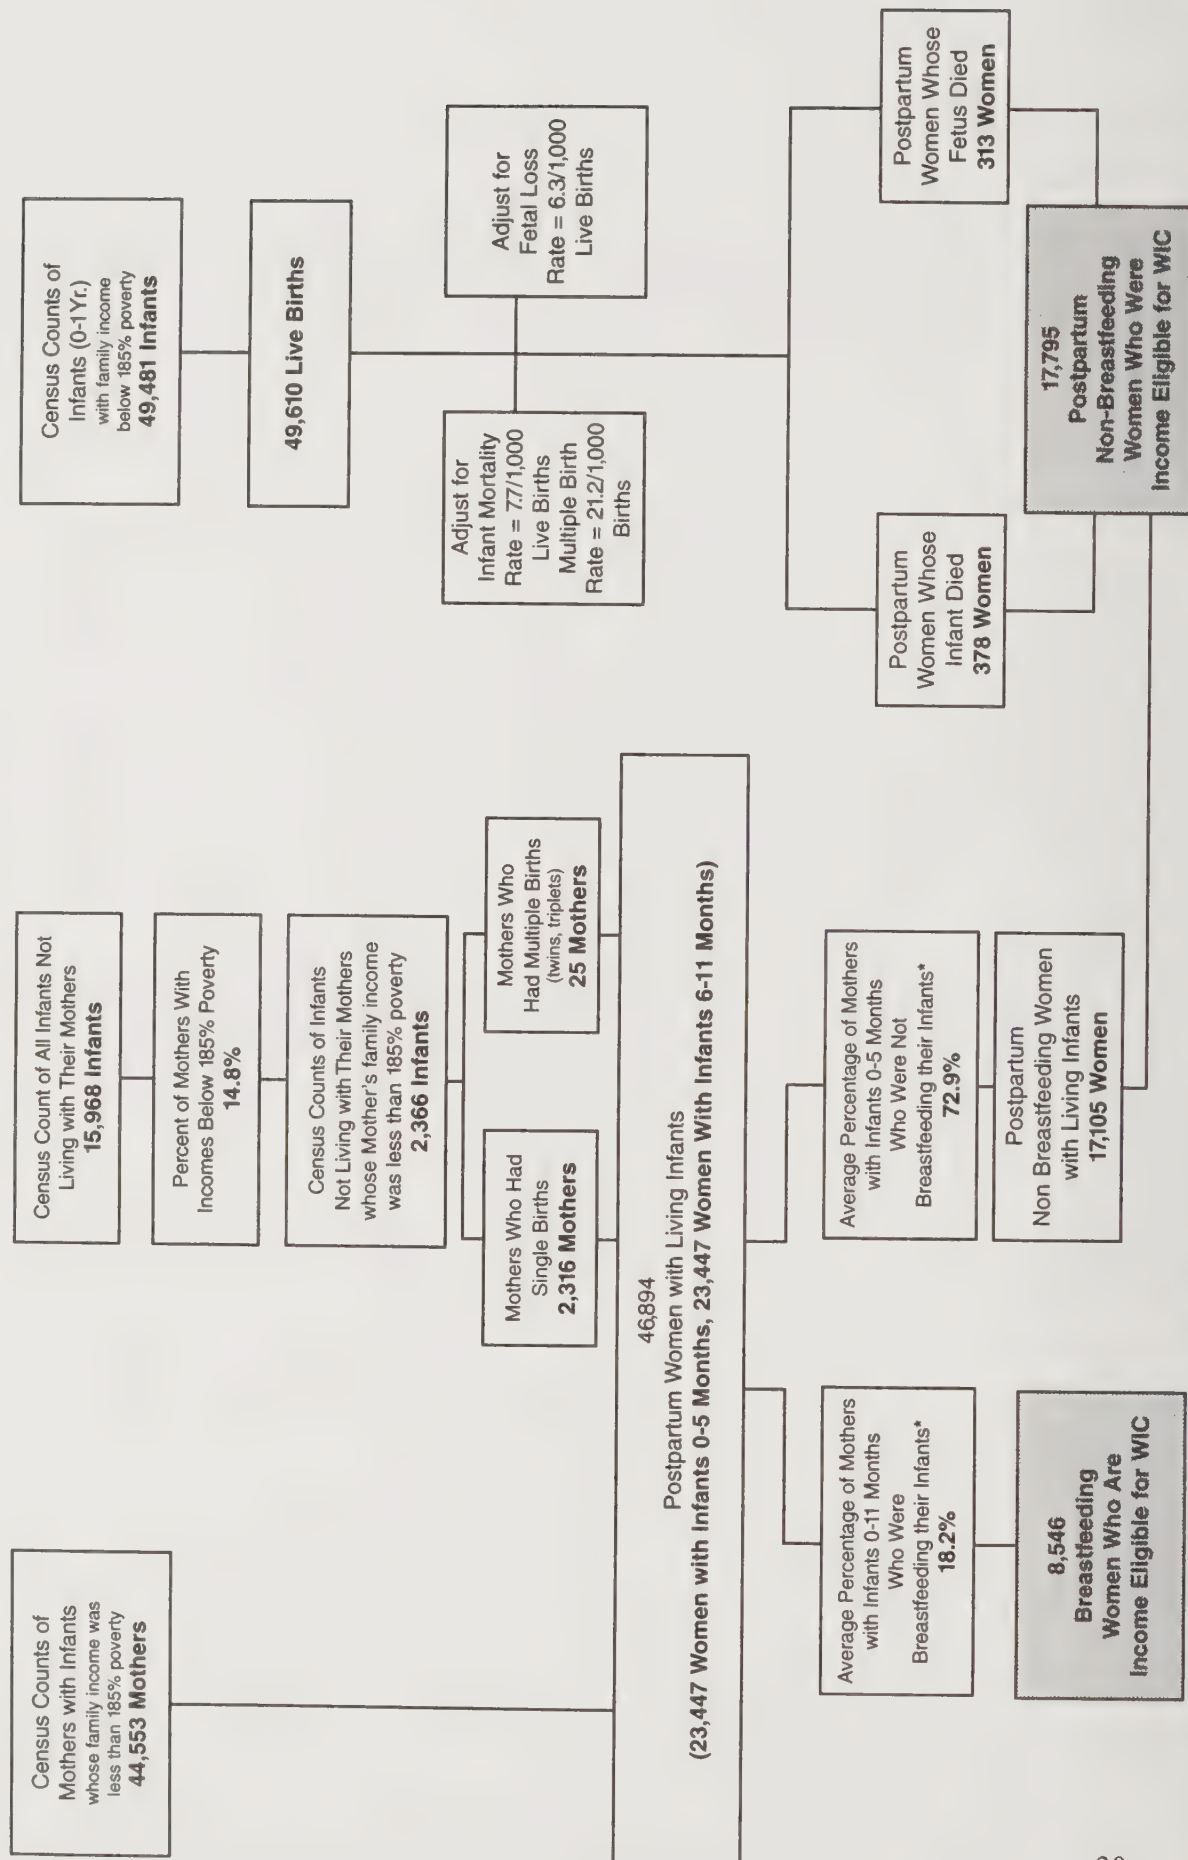 Census Counts of
Mothers with Infants
whose family income was
less than 185% poverty
44,553 Mothers
Census Count of All Infants Not
Living with Their Mothers
15,968 Infants
Percent of Mothers With
Incomes Below 185% Poverty
14.8%
Census Counts of Infants
Not Living with Their Mothers
whose Mother's family income
was less than 185% poverty
2,366 Infants
Mothers Who Had
Single Births
2,316 Mothers
Mothers Who
Had Multiple Births
(twins, triplets)
25 Mothers
46,894
Postpartum Women with Living Infants
(23,447 Women with Infants 0-5 Months, 23,447 Women With Infants 6-11 Months)
Average Percentage of Mothers
with Infants 0-11 Months
Who Were
Breastfeeding their Infants*
18.2%
8,546
Breastfeeding
Women Who Are
Income Eligible for WIC
Average Percentage of Mothers
with Infants 0-5 Months
Who Were Not
Breastfeeding their Infants*
72.9%
Postpartum
Non Breastfeeding Women
with Living Infants
17,105 Women
Census Counts of
Infants (0-1Yr.)
with family income
below 185% poverty
49,481 Infants
49,610 Live Births
Adjust for
Infant Mortality
Rate = 7.7/1,000
Live Births
Multiple Birth
Rate = 21.2/1,000
Births
Adjust for
Fetal Loss
Rate = 6.3/1,000
Live Births
Postpartum
Women Whose
Infant Died
378 Women
Postpartum
Women Whose
Fetus Died
313 Women
17,795
Postpartum
Non-Breastfeeding
Women Who Were
Income Eligible for WIC